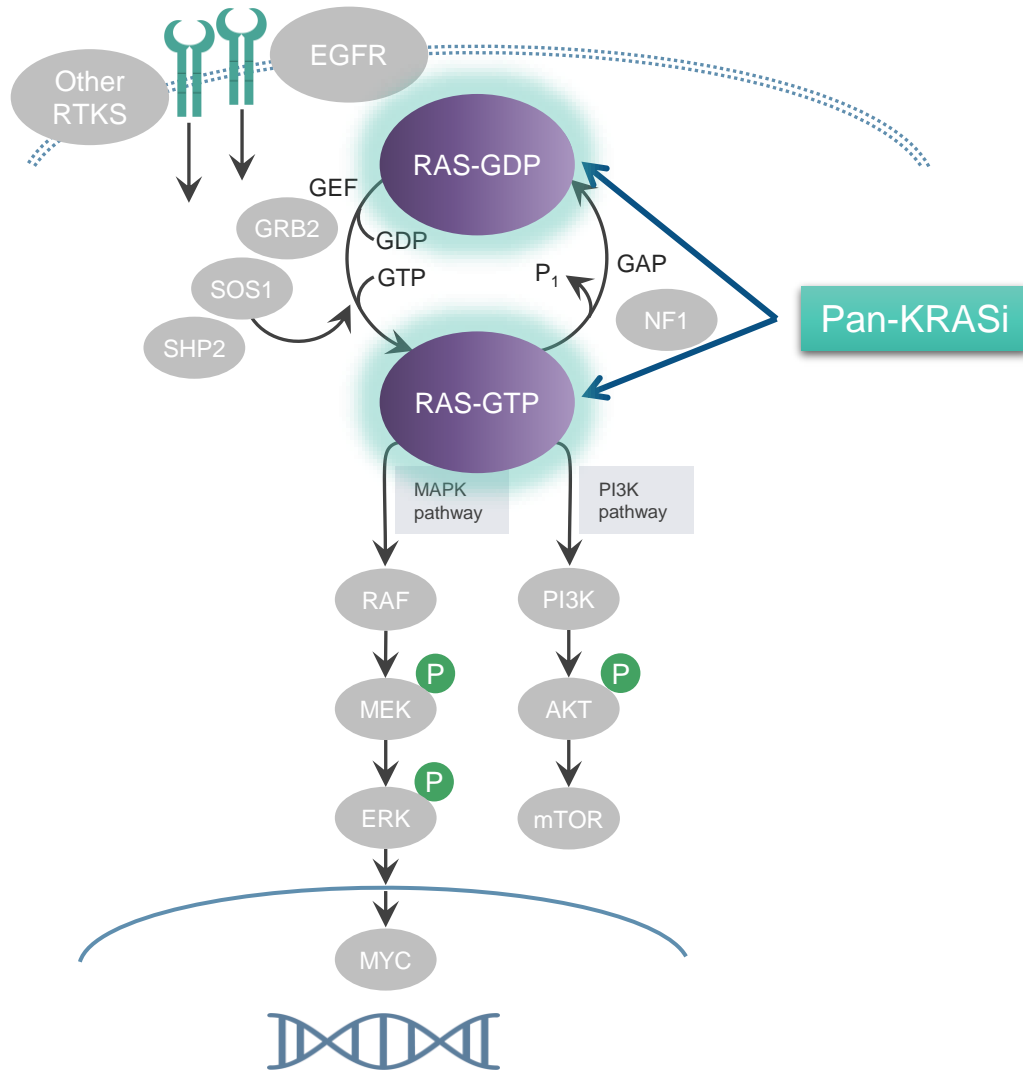 EGFR
Other
RTKS
RAS-GDP
GEF
GRB2
GDP
GAP
GTP
P1
SOS1
NF1
Pan-KRASi
SHP2
RAS-GTP
MAPK
pathway
PI3K
pathway
RAF
PI3K
P
P
MEK
AKT
P
ERK
mTOR
MYC